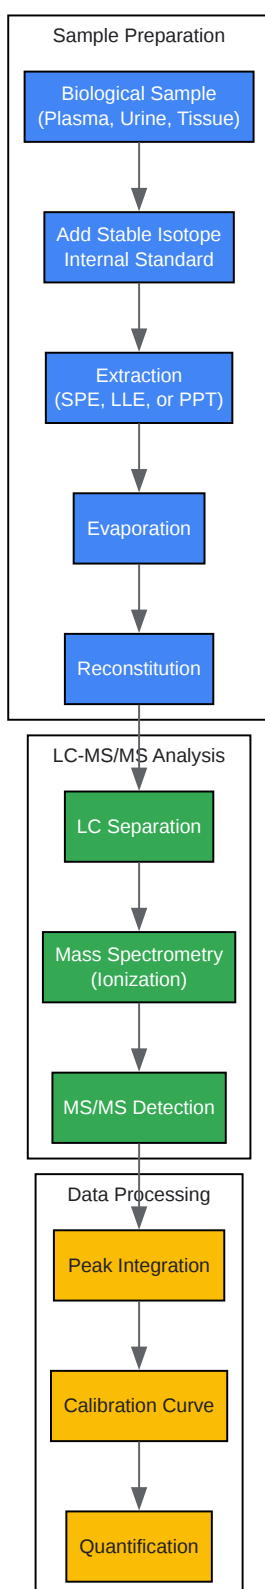 Sample Preparation
Biological Sample
(Plasma, Urine, Tissue)
Add Stable Isotope
Internal Standard
Extraction
(SPE, LLE, or PPT)
Evaporation
Reconstitution
LC-MS/MS Analysis
LC Separation
Mass Spectrometry
(Ionization)
MS/MS Detection
Data Processing
Peak Integration
Calibration Curve
Quantification